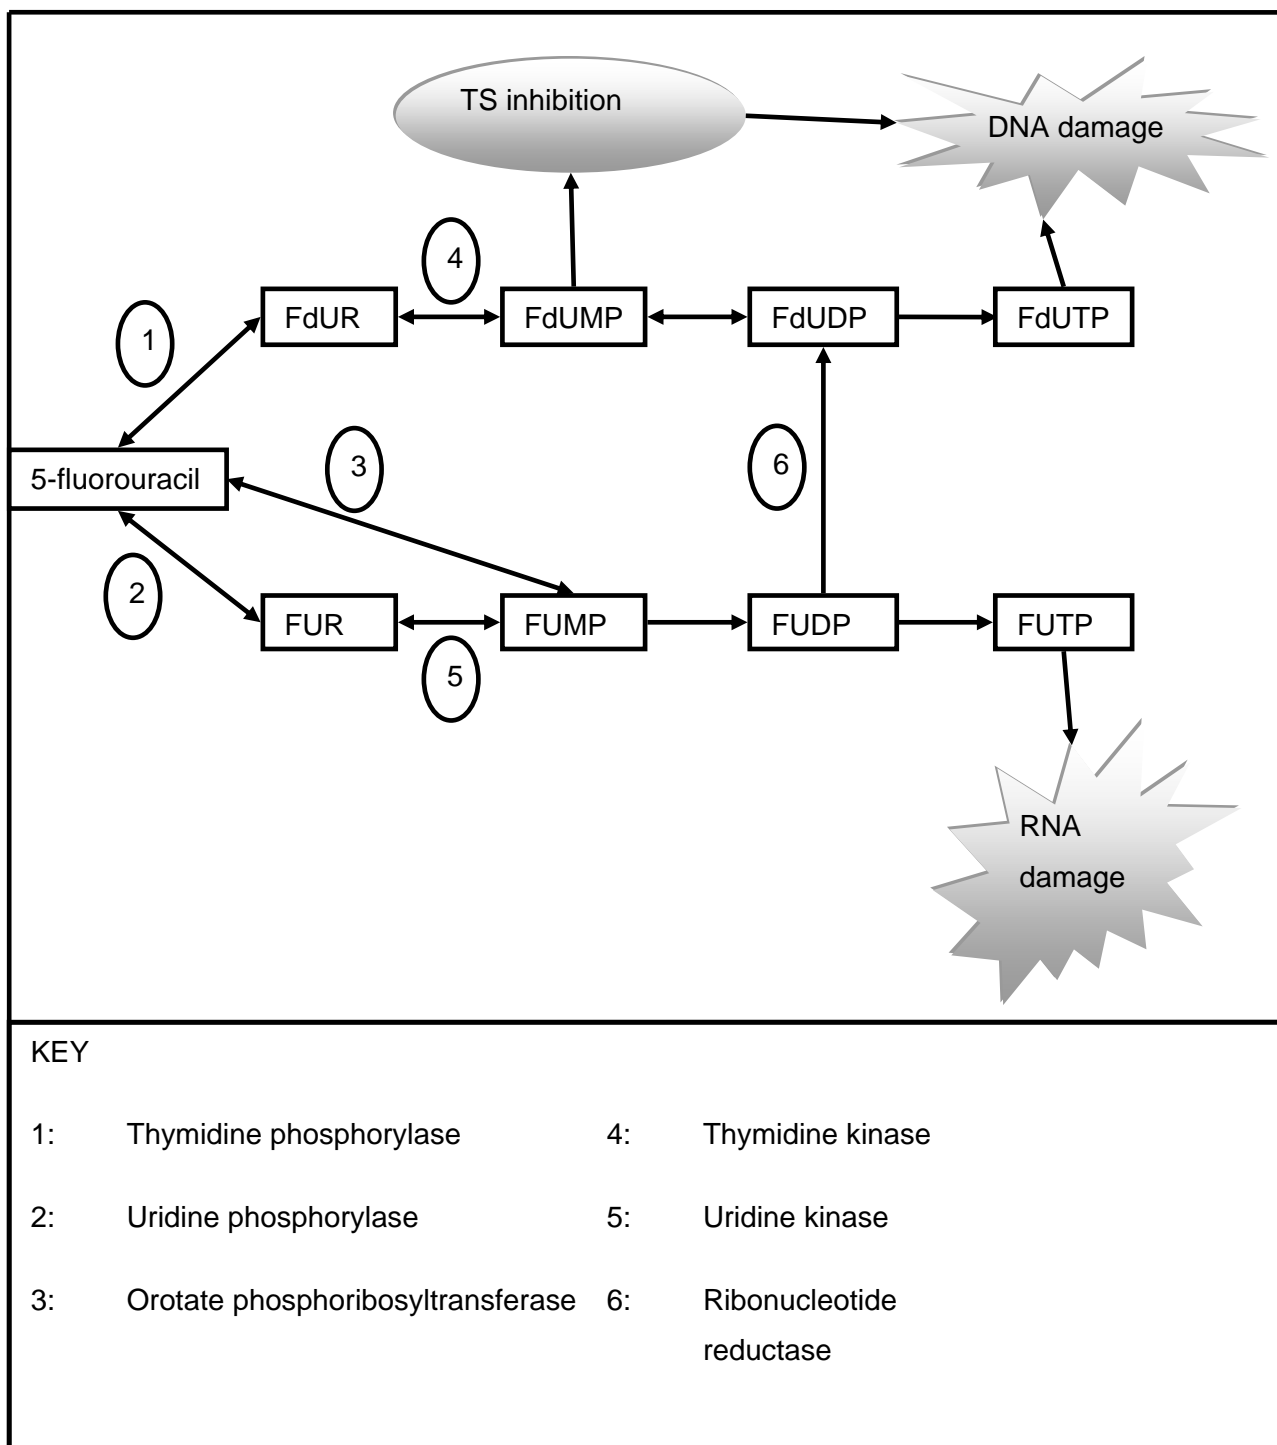 TS inhibition
DNA damage
4
1
FdUR
FdUMP
FdUDP
FdUTP
3
6
5-fluorouracil
2
FUR
FUMP
FUDP
FUTP
5
RNA
damage
KEY
1: Thymidine phosphorylase 4: Thymidine kinase
2: Uridine phosphorylase 5: Uridine kinase
3: Orotate phosphoribosyltransferase 6: Ribonucleotide
reductase